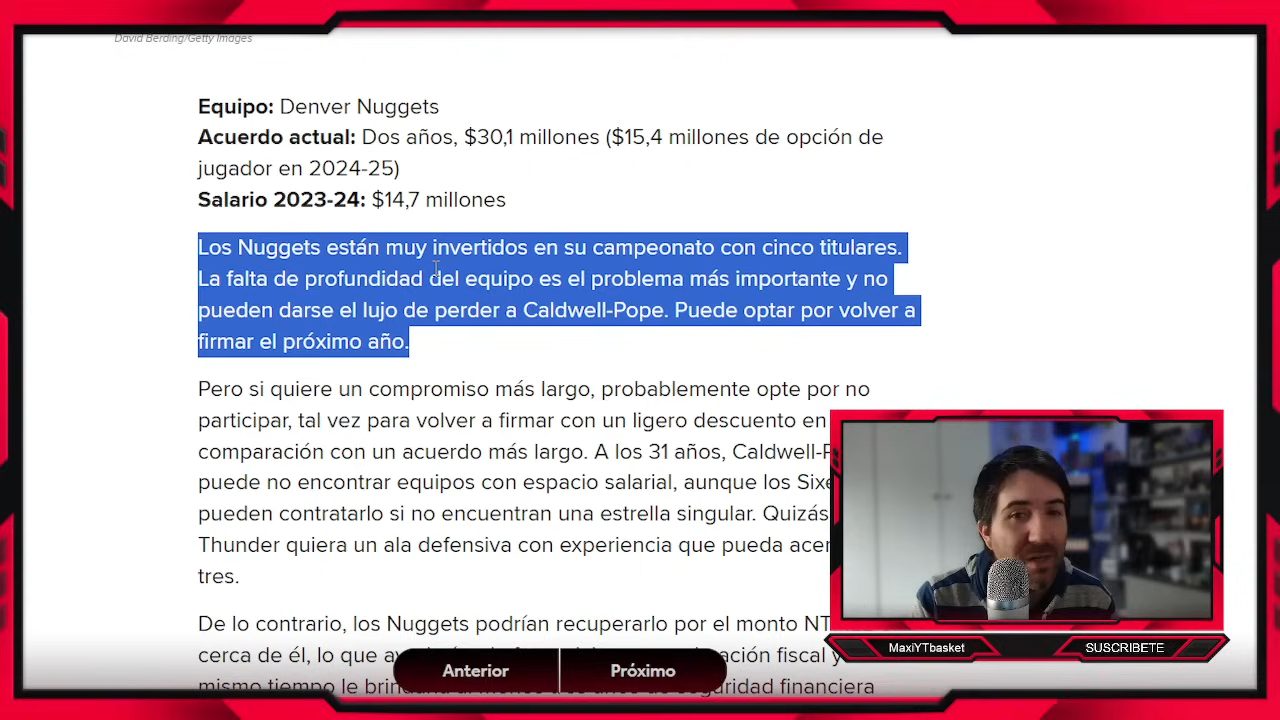 David Berding/Getty Images
Equipo: Denver Nuggets
Acuerdo actual: Dos años, $30,1 millones ($15,4 millones de opción de
jugador en 2024-25)
Salario 2023-24: $14,7 millones
Los Nuggets están muy invertidos en su campeonato con cinco titulares.
La falta de profundidad del equipo es el problema más importante y no
pueden darse el lujo de perder a Caldwell-Pope. Puede optar por volver a
firmar el próximo año.
Pero si quiere un compromiso más largo, probablemente opte por no
participar, tal vez para volver a firmar con un ligero descuento en
comparación con un acuerdo más largo. A los 31 años,
puede no encontrar equipos con espacio salarial, aunque los
pueden contratarlo si no encuentran una estrella singular. Quizás
Thunder quiera un ala defensiva con experiencia que pueda
tres.
De lo contrario, los Nuggets podrían recuperarlo por el monto
cerca de él, lo que
mismo tiempo le seguridad financiera
Anterior
Próximo
MaxiYTbasket
SUSCRIBETE